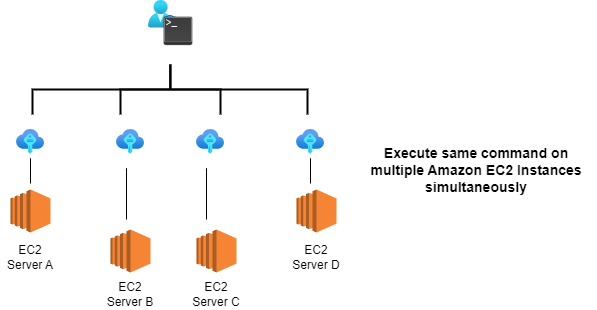 >_
Execute same command on
multiple Amazon EC2 Instances
simultaneously
EC2
Server A
EC2
Server B
EC2
Server C
EC2
Server D